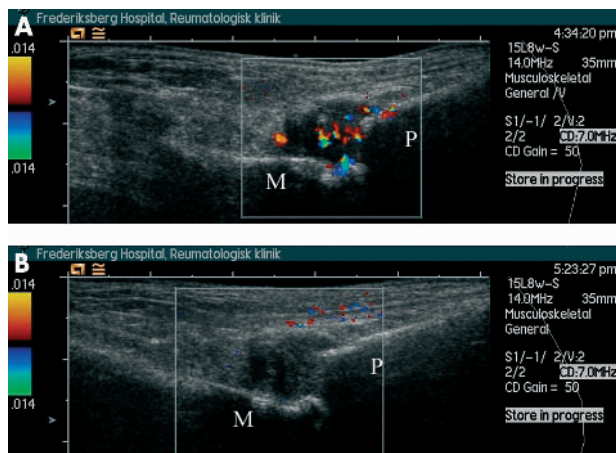 A
Frederiksberg Hospital, Reumatologisk klinik
4:34:20 pm
15L8w-S
14.0MHz 35mm
Musculoskeletal
General /V
S1/-1/ 2/V:2
2/2 CD:7.0MHz
CD Gain = 50
Store in progress
.014
.014
P
M
B
Frederiksberg Hospital, Reumatologisk klinik
5:23:27 pm
15L8w-S
14.0MHz 35mm
Musculoskeletal
General
S1/-1/ 2/V:2
2/2 CD:7.0MHz
CD Gain = 50
Store in progress
.014
.014
P
M